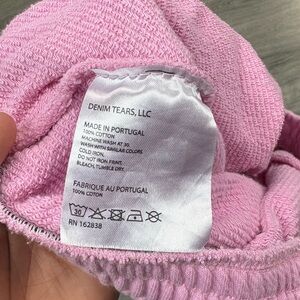 DENIM TEARS, LLC
MADE IN PORTUGAL
100% COTTON
MACHINE WASH AT 30.
WASH WITH SIMILAR COLORS.
COLD IRON.
DO NOT IRON PRINT.
BLEACH, TUMBLE DRY.
FABRIQUE AU PORTUGAL
100% COTON
30
RN 162838